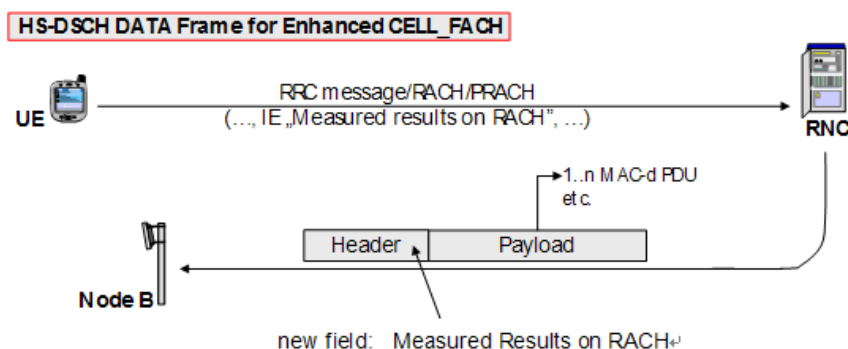 HS-DSCH DATA Frame for Enhanced CELL_FACH
RRC message/RACH/PRACH
UE
(…, IE „Measured results on RACH”, …)
RNC
1..n MAC-d PDU
etc.
Header Payload
Node B
new field: Measured Results on RACH↵